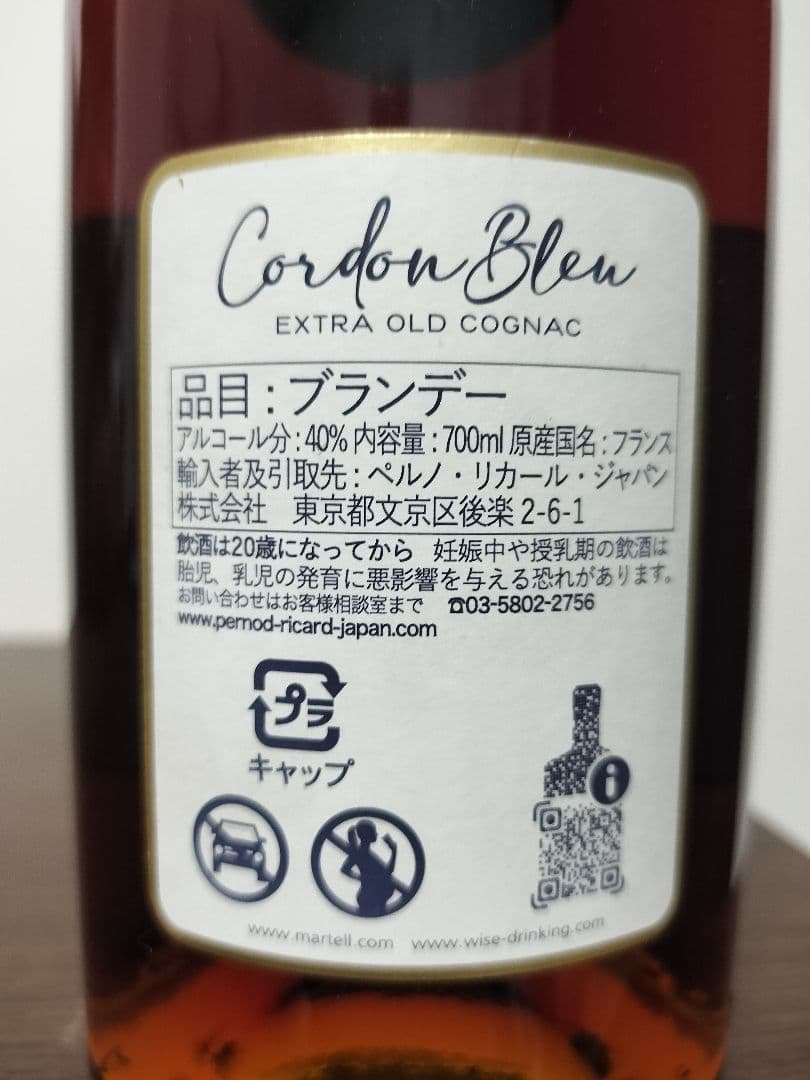 Cordon Bleu
EXTRA OLD COGNAC
品目:ブランデー
アルコール分:40% 内容量:700ml 原産国名:フランス
輸入者及引取先:ペルノ・リカール・ジャパン
株式会社 東京都文京区後楽 2-6-1
飲酒は20歳になってから 妊娠中や授乳期の飲酒は
胎児、乳児の発育に悪影響を与える恐れがあります。
お問い合わせはお客様相談室まで ☎03-5802-2756
www.pernod-ricard-japan.com
プラ
キャップ
i
www.martell.com www.wise-drinking.com